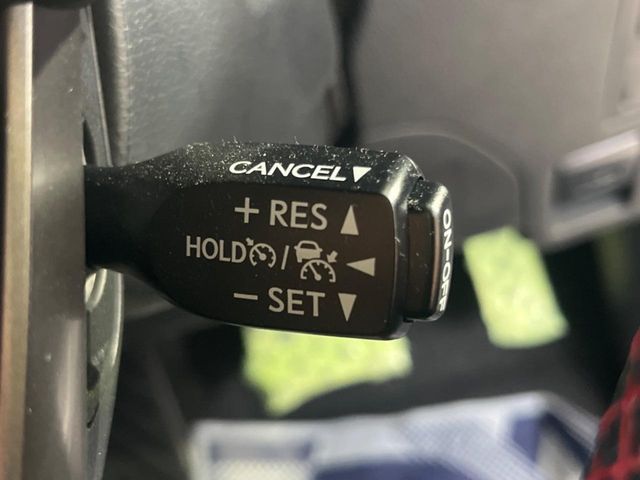 CANCEL▼
+ RES ▲
HOLD / ◀
− SET ▼
ON-OFF